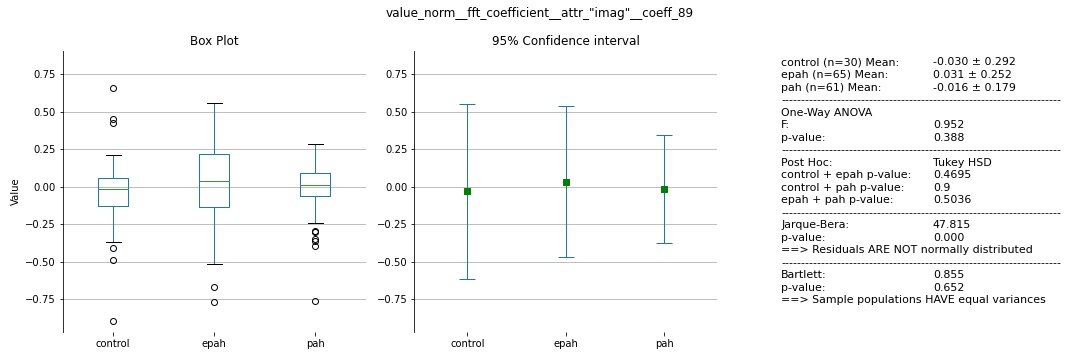 value_norm__fft_coefficient__attr_"imag"__coeff_89
Box Plot
Value
0.75
0.50
0.25
0.00
−0.25
−0.50
−0.75
control epah pah
95% Confidence interval
0.75
0.50
0.25
0.00
−0.25
−0.50
−0.75
control epah pah
control (n=30) Mean: -0.030 ± 0.292
epah (n=65) Mean: 0.031 ± 0.252
pah (n=61) Mean: -0.016 ± 0.179
One-Way ANOVA
F: 0.952
p-value: 0.388
Post Hoc: Tukey HSD
control + epah p-value: 0.4695
control + pah p-value: 0.9
epah + pah p-value: 0.5036
Jarque-Bera: 47.815
p-value: 0.000
==> Residuals ARE NOT normally distributed
Bartlett: 0.855
p-value: 0.652
==> Sample populations HAVE equal variances